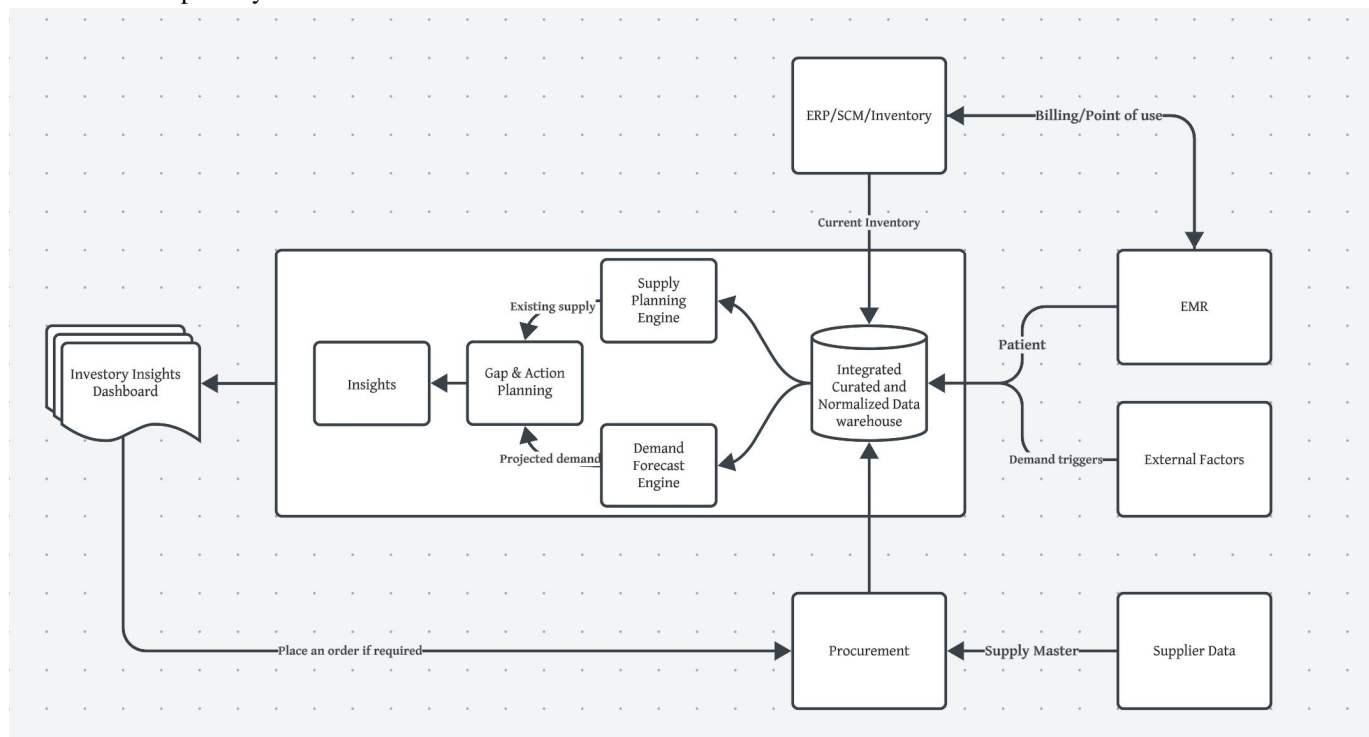 ERP/SCM/Inventory
Billing/Point of use
Current Inventory
Supply
Planning
Engine
Existing supply
EMR
Investory Insights
Dashboard
Insights
Gap & Action
Planning
Integrated
Curated and
Normalized Data
warehouse
Patient
Projected demand
Demand
Forecast
Engine
Demand triggers
External Factors
Place an order if required
Procurement
Supply Master
Supplier Data